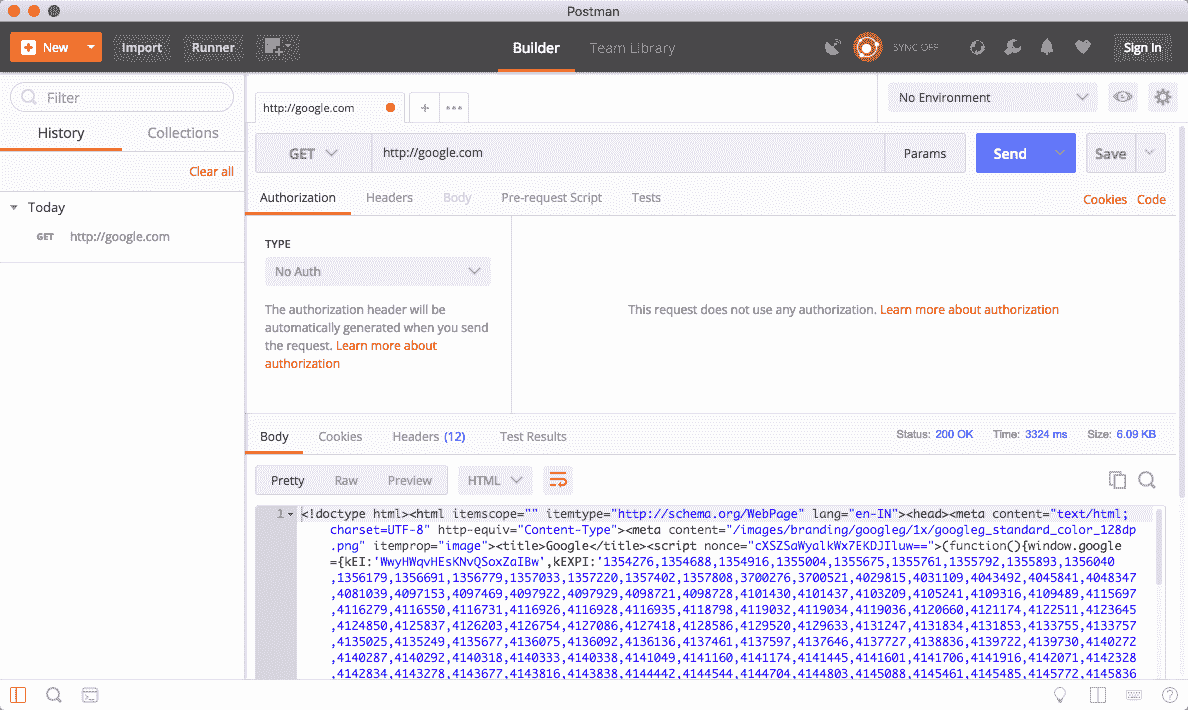 Postman
New
Import
Runner
Builder
Team Library
SYNC OFF
Sign In
Filter
History
Collections
Clear all
Today
GET http://google.com
http://google.com
No Environment
GET
http://google.com
Params
Send
Save
Authorization
Headers
Body
Pre-request Script
Tests
Cookies
Code
TYPE
No Auth
The authorization header will be
automatically generated when you send
the request. Learn more about
authorization
This request does not use any authorization. Learn more about authorization
Body
Cookies
Headers (12)
Test Results
Status: 200 OK
Time: 3324 ms
Size: 6.09 KB
Pretty
Raw
Preview
HTML
1
<!doctype html><html itemscope="" itemtype="http://schema.org/WebPage" lang="en-IN"><head><meta content="text/html;
charset=UTF-8" http-equiv="Content-Type"><meta content="/images/branding/googleg/1x/googleg_standard_color_128dp
.png" itemprop="image"><title>Google</title><script nonce="cXSZSaWyalkWx7EKDJIluw==">(function(){window.google
={kEI:'WwyHWqvHEsKNvQSoxZaIBw',kEXPI:'1354276,1354688,1354916,1355004,1355675,1355761,1355792,1355893,1356040
,1356179,1356691,1356779,1357033,1357220,1357402,1357808,3700276,3700521,4029815,4031109,4043492,4045841,4048347
,4081039,4097153,4097469,4097922,4097929,4098721,4098728,4101430,4101437,4103209,4105241,4109316,4109489,4115697
,4116279,4116550,4116731,4116926,4116928,4116935,4118798,4119032,4119034,4119036,4120660,4121174,4122511,4123645
,4124850,4125837,4126203,4126754,4127086,4127418,4128586,4129520,4129633,4131247,4131834,4131853,4133755,4133757
,4135025,4135249,4135677,4136075,4136092,4136136,4137461,4137597,4137646,4137727,4138836,4139722,4139730,4140272
,4140287,4140292,4140318,4140333,4140338,4141049,4141160,4141174,4141445,4141601,4141706,4141916,4142071,4142328
,4142834,4143278,4143677,4143816,4143838,4144442,4144544,4144704,4144803,4145088,4145461,4145485,4145772,4145836